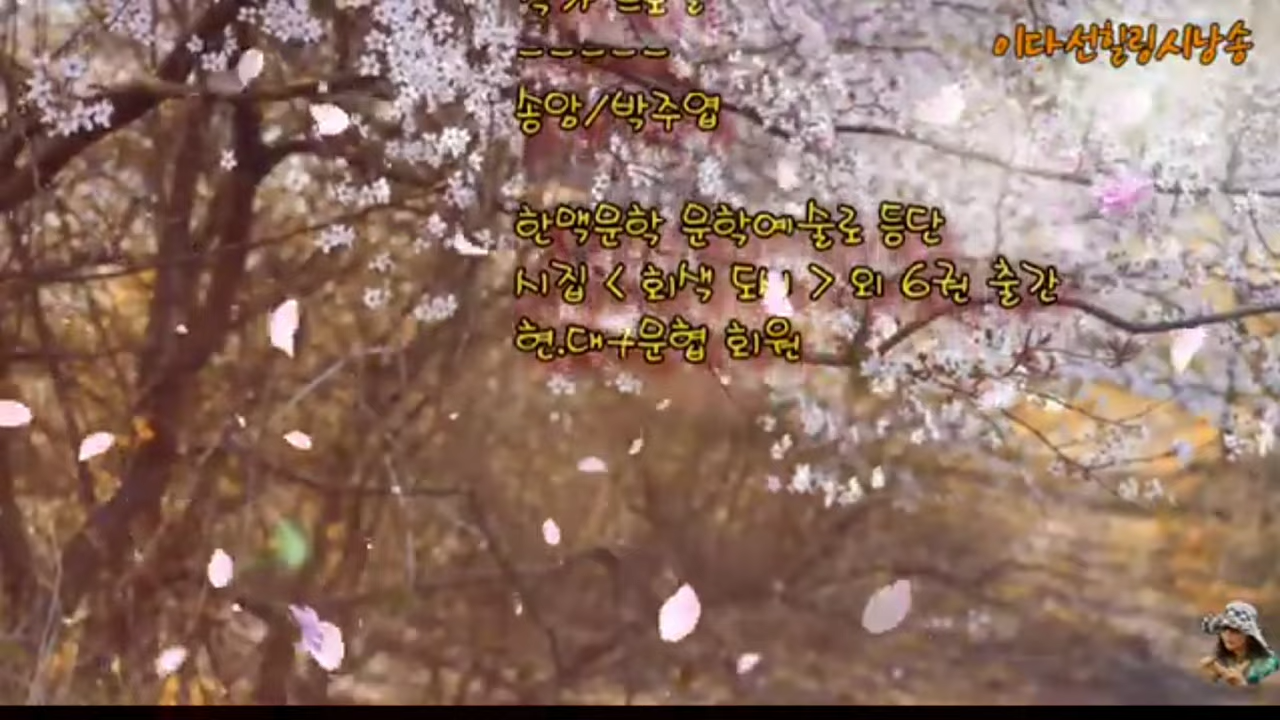 이다선힐링시낭송
-----
송암/박주엽
한맥문학 문학예술로 등단
시집 < 회색 도시 > 외 6권 출간
현.대구문협 회원